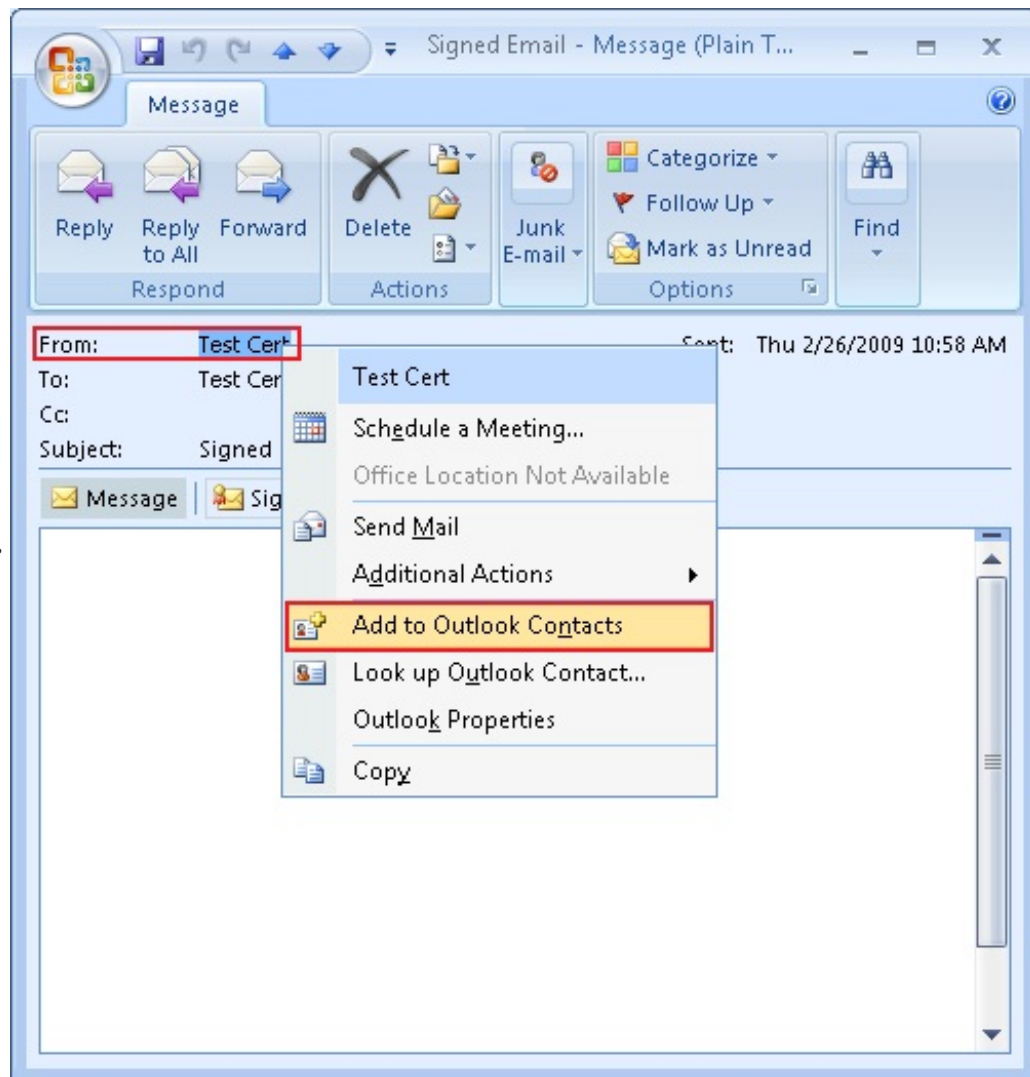 Signed Email - Message (Plain T...
Message
Reply
Reply to All
Forward
Respond
Delete
Actions
Junk E-mail
Categorize
Follow Up
Mark as Unread
Options
Find
From: Test Cert
Sent: Thu 2/26/2009 10:58 AM
To: Test Cer
Cc:
Subject: Signed
Message
Sig
Test Cert
Schedule a Meeting...
Office Location Not Available
Send Mail
Additional Actions
Add to Outlook Contacts
Look up Outlook Contact...
Outlook Properties
Copy